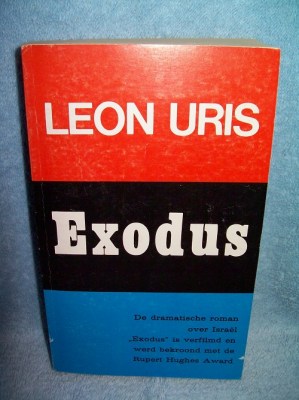 LEON URIS
Exodus
De dramatische roman
over Israël
„Exodus" is verfilmd en
werd bekroond met de
Rupert Hughes Award